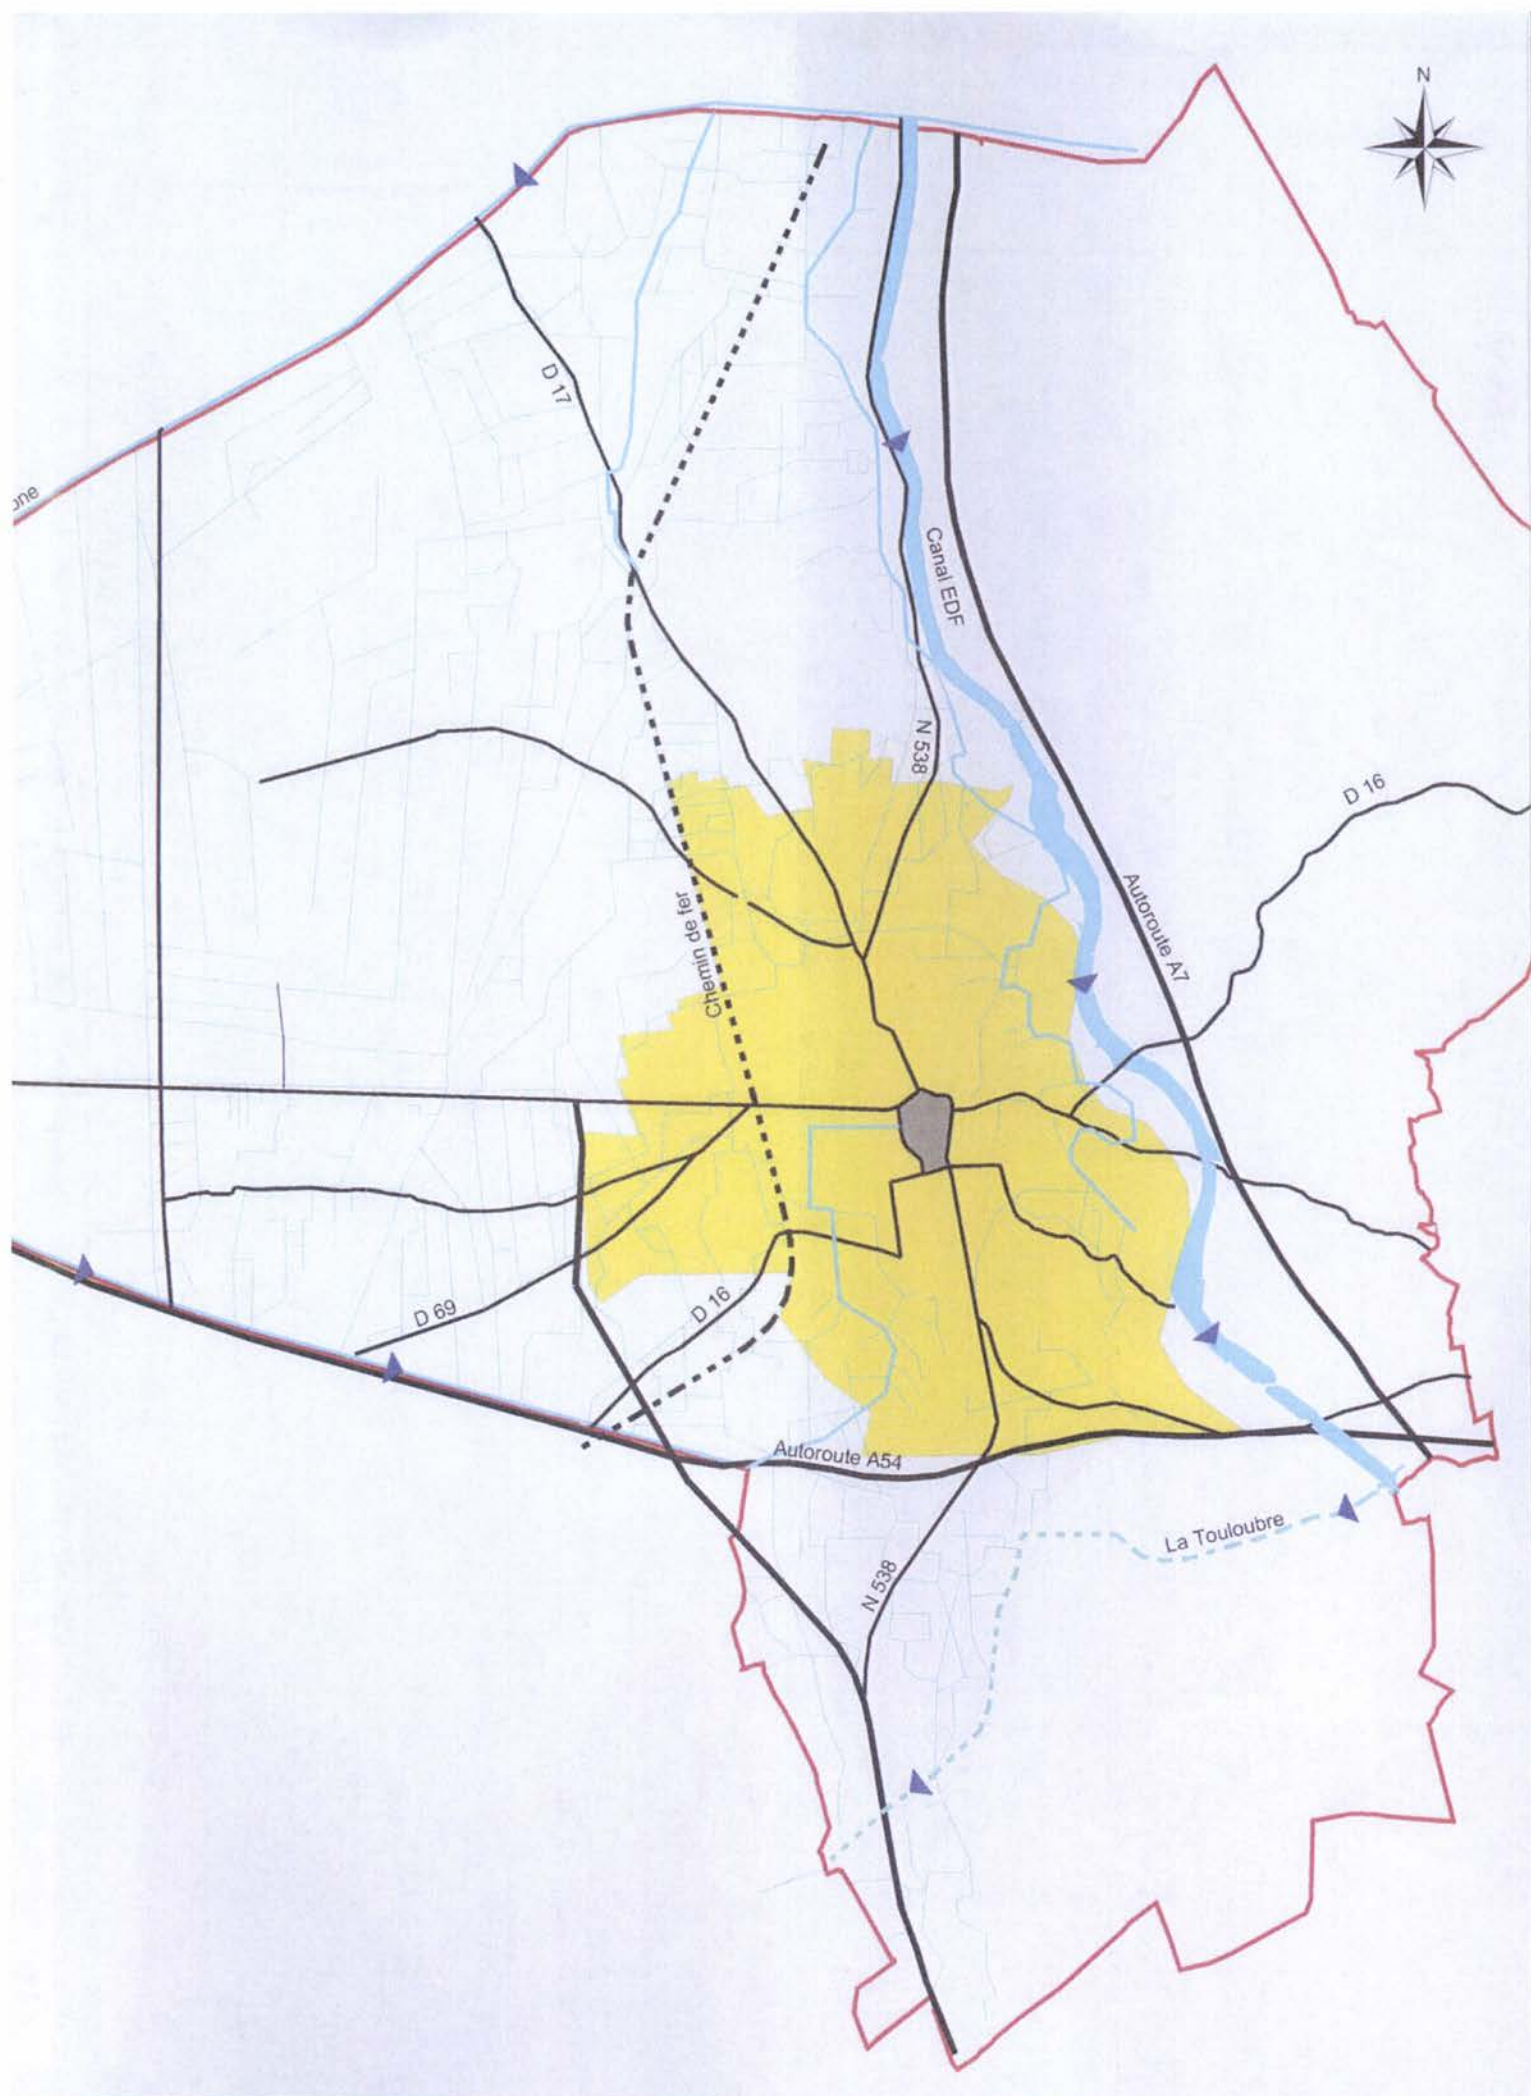 N
D 17
Canal EDF
N 538
D 16
Autoroute A7
Chemin de fer
D 69
D 16
Autoroute A54
La Touloubre
N 538